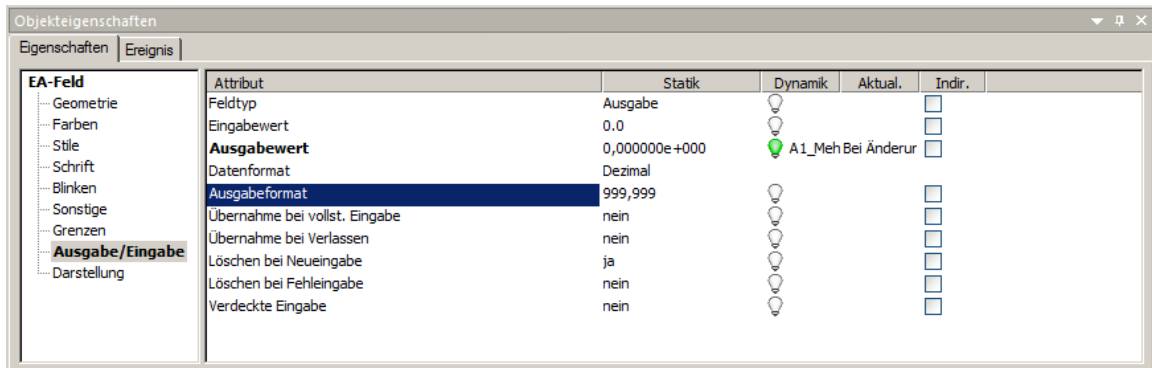 Objekteigenschaften
Eigenschaften Ereignis
EA-Feld
Geometrie
Farben
Stile
Schrift
Blinken
Sonstige
Grenzen
Ausgabe/Eingabe
Darstellung
Attribut Statik Dynamik Aktual. Indir.
Feldtyp Ausgabe
Eingabewert 0.0
Ausgabewert 0,000000e+000 A1_Meh Bei Änderur
Datenformat Dezimal
Ausgabeformat 999,999
Übernahme bei vollst. Eingabe nein
Übernahme bei Verlassen nein
Löschen bei Neueingabe ja
Löschen bei Fehleingabe nein
Verdeckte Eingabe nein